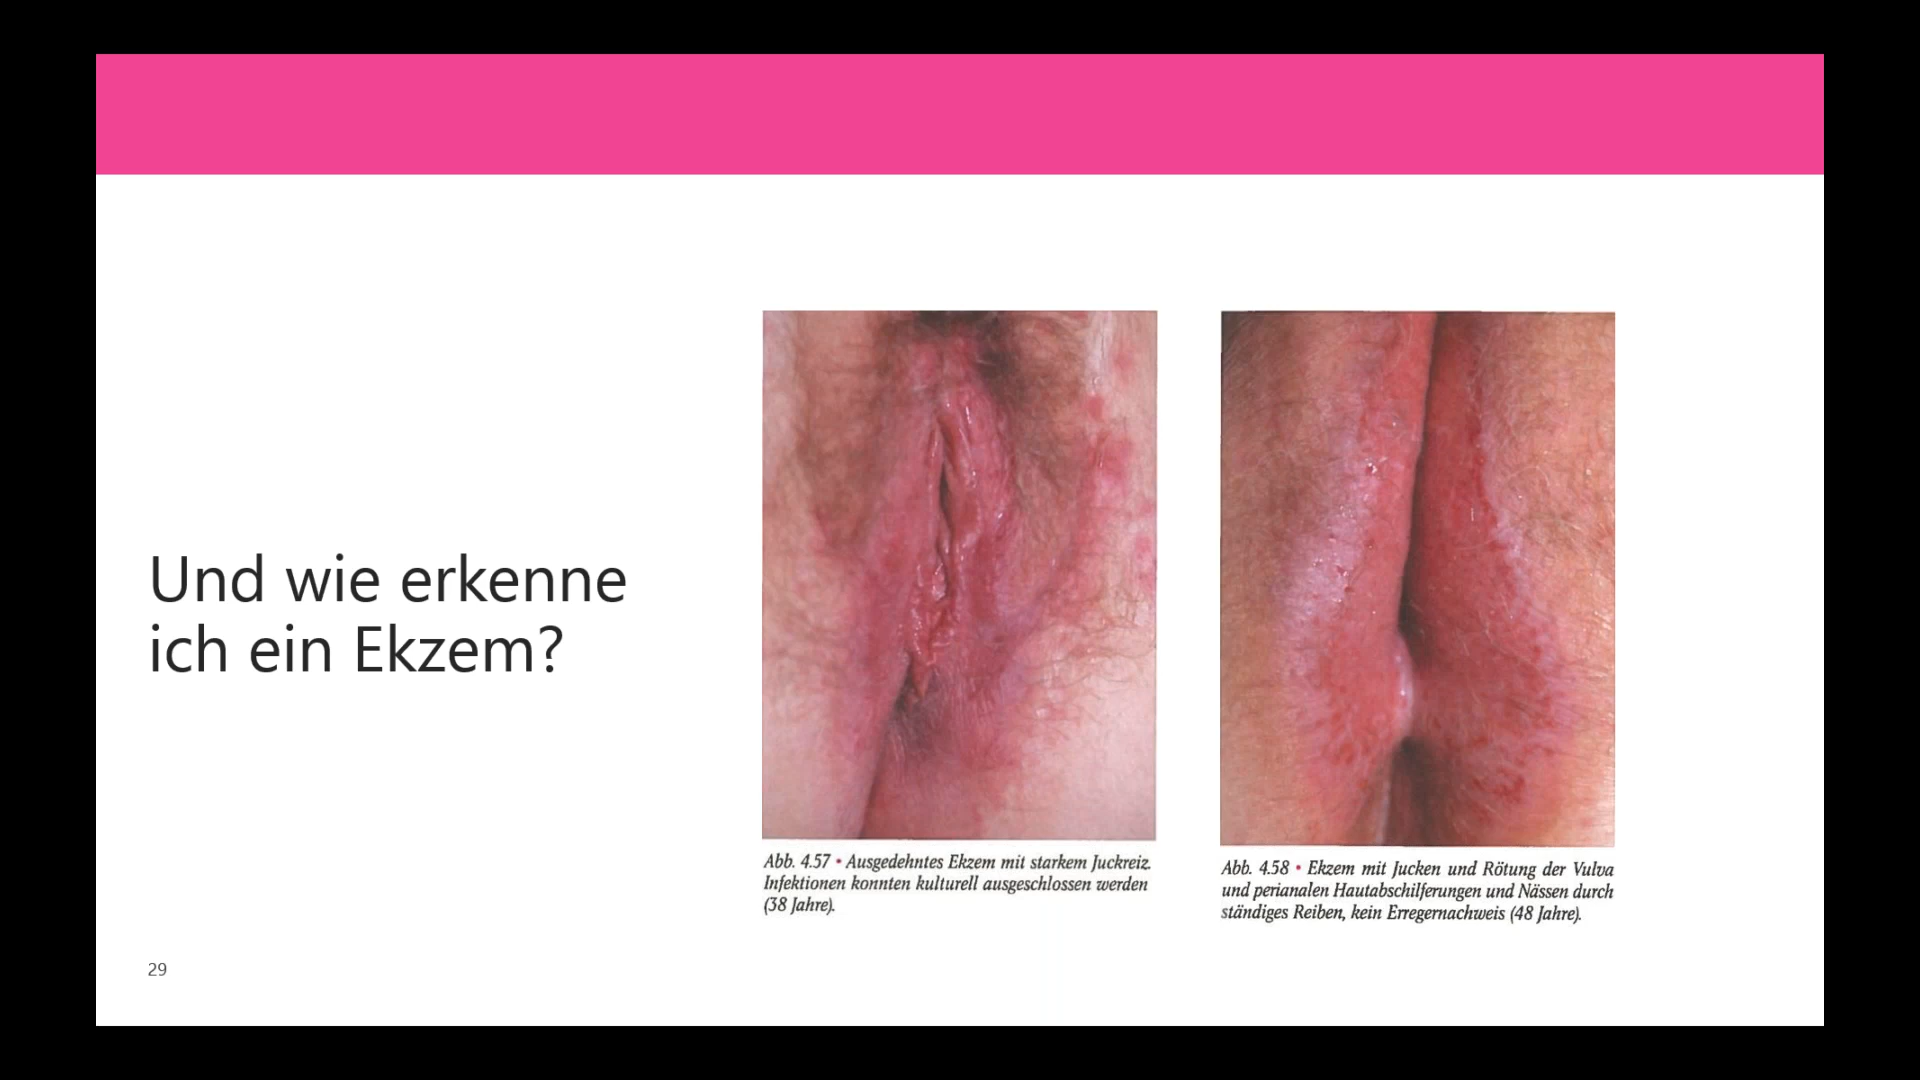 Und wie erkenne
ich ein Ekzem?
Abb. 4.57 • Ausgedehntes Ekzem mit starkem Juckreiz.
Infektionen konnten kulturell ausgeschlossen werden
(38 Jahre).
Abb. 4.58 • Ekzem mit Jucken und Rötung der Vulva
und perianalen Hautabschilferungen und Nässen durch
ständiges Reiben, kein Erregernachweis (48 Jahre).
29